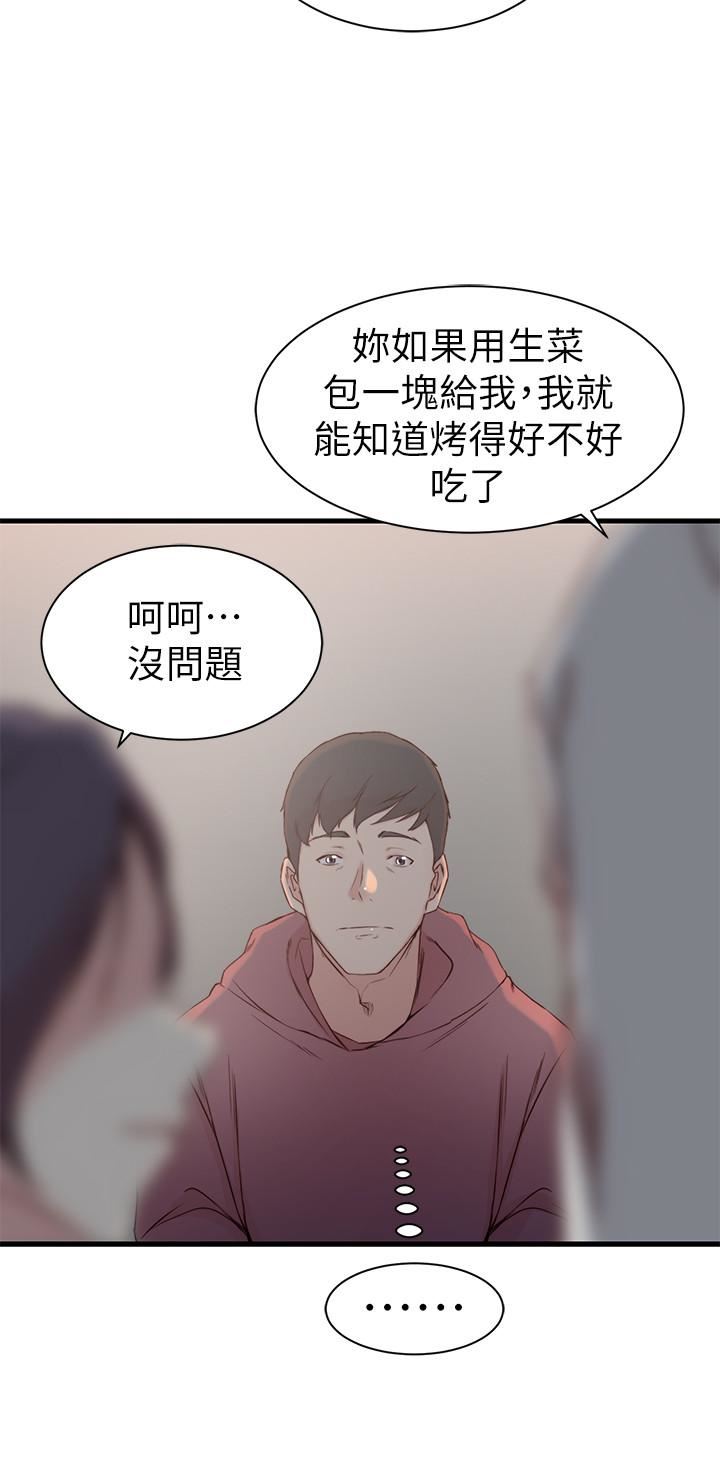 妳如果用生菜
包一塊給我，我就
能知道烤得好不好
吃了
呵呵…
沒問題
......